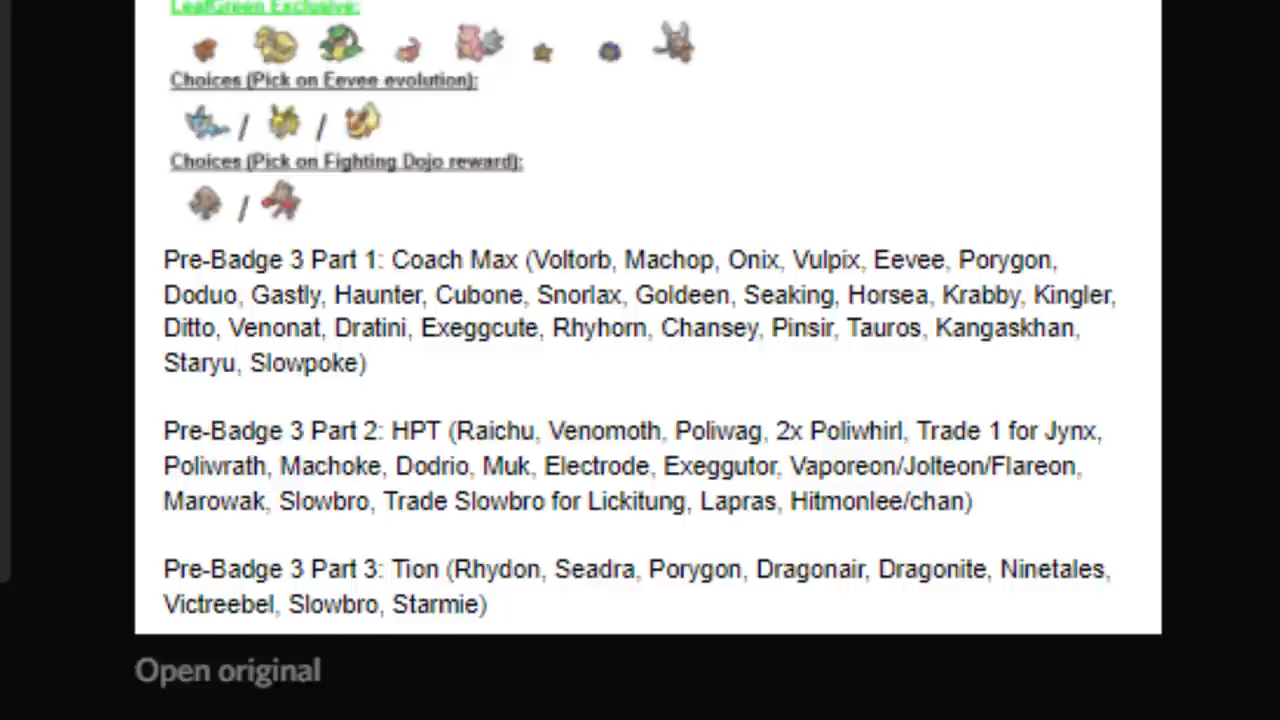 LeafGreen Exclusive:
Choices (Pick on Eevee evolution):
/ /
Choices (Pick on Fighting Dojo reward):
/
Pre-Badge 3 Part 1: Coach Max (Voltorb, Machop, Onix, Vulpix, Eevee, Porygon,
Doduo, Gastly, Haunter, Cubone, Snorlax, Goldeen, Seaking, Horsea, Krabby, Kingler,
Ditto, Venonat, Dratini, Exeggcute, Rhyhorn, Chansey, Pinsir, Tauros, Kangaskhan,
Staryu, Slowpoke)
Pre-Badge 3 Part 2: HPT (Raichu, Venomoth, Poliwag, 2x Poliwhirl, Trade 1 for Jynx,
Poliwrath, Machoke, Dodrio, Muk, Electrode, Exeggutor, Vaporeon/Jolteon/Flareon,
Marowak, Slowbro, Trade Slowbro for Lickitung, Lapras, Hitmonlee/chan)
Pre-Badge 3 Part 3: Tion (Rhydon, Seadra, Porygon, Dragonair, Dragonite, Ninetales,
Victreebel, Slowbro, Starmie)
Open original